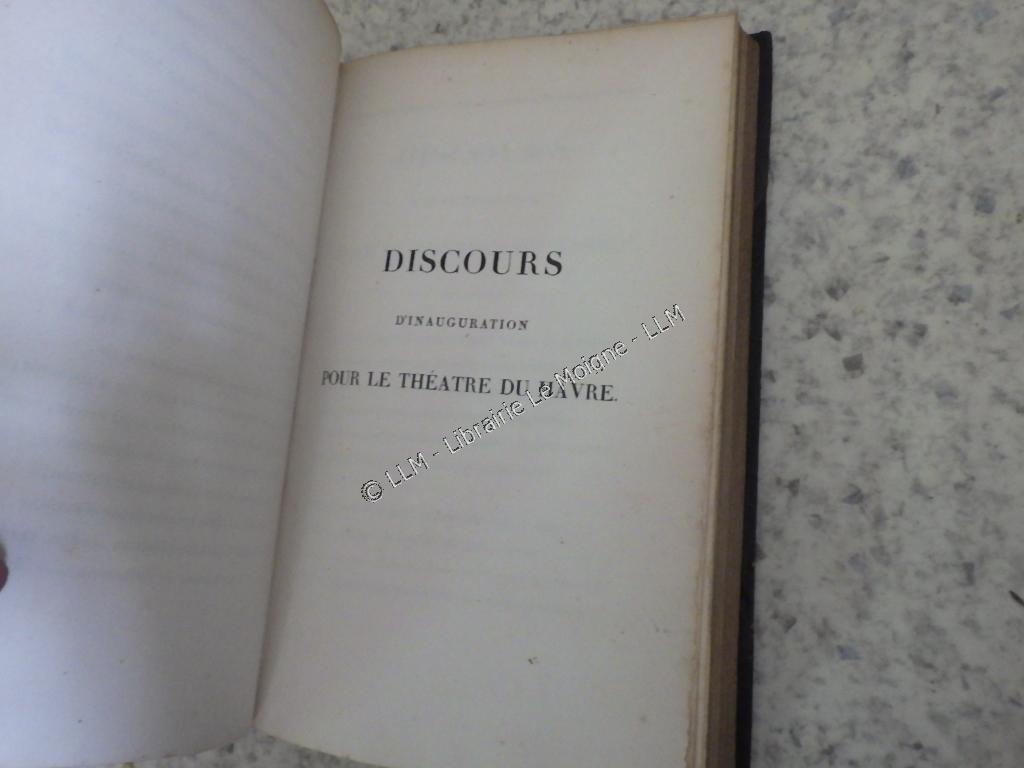 DISCOURS
D'INAUGURATION
POUR LE THÉATRE DU HAVRE.
© LLM - Librairie Le Moigne - LLM